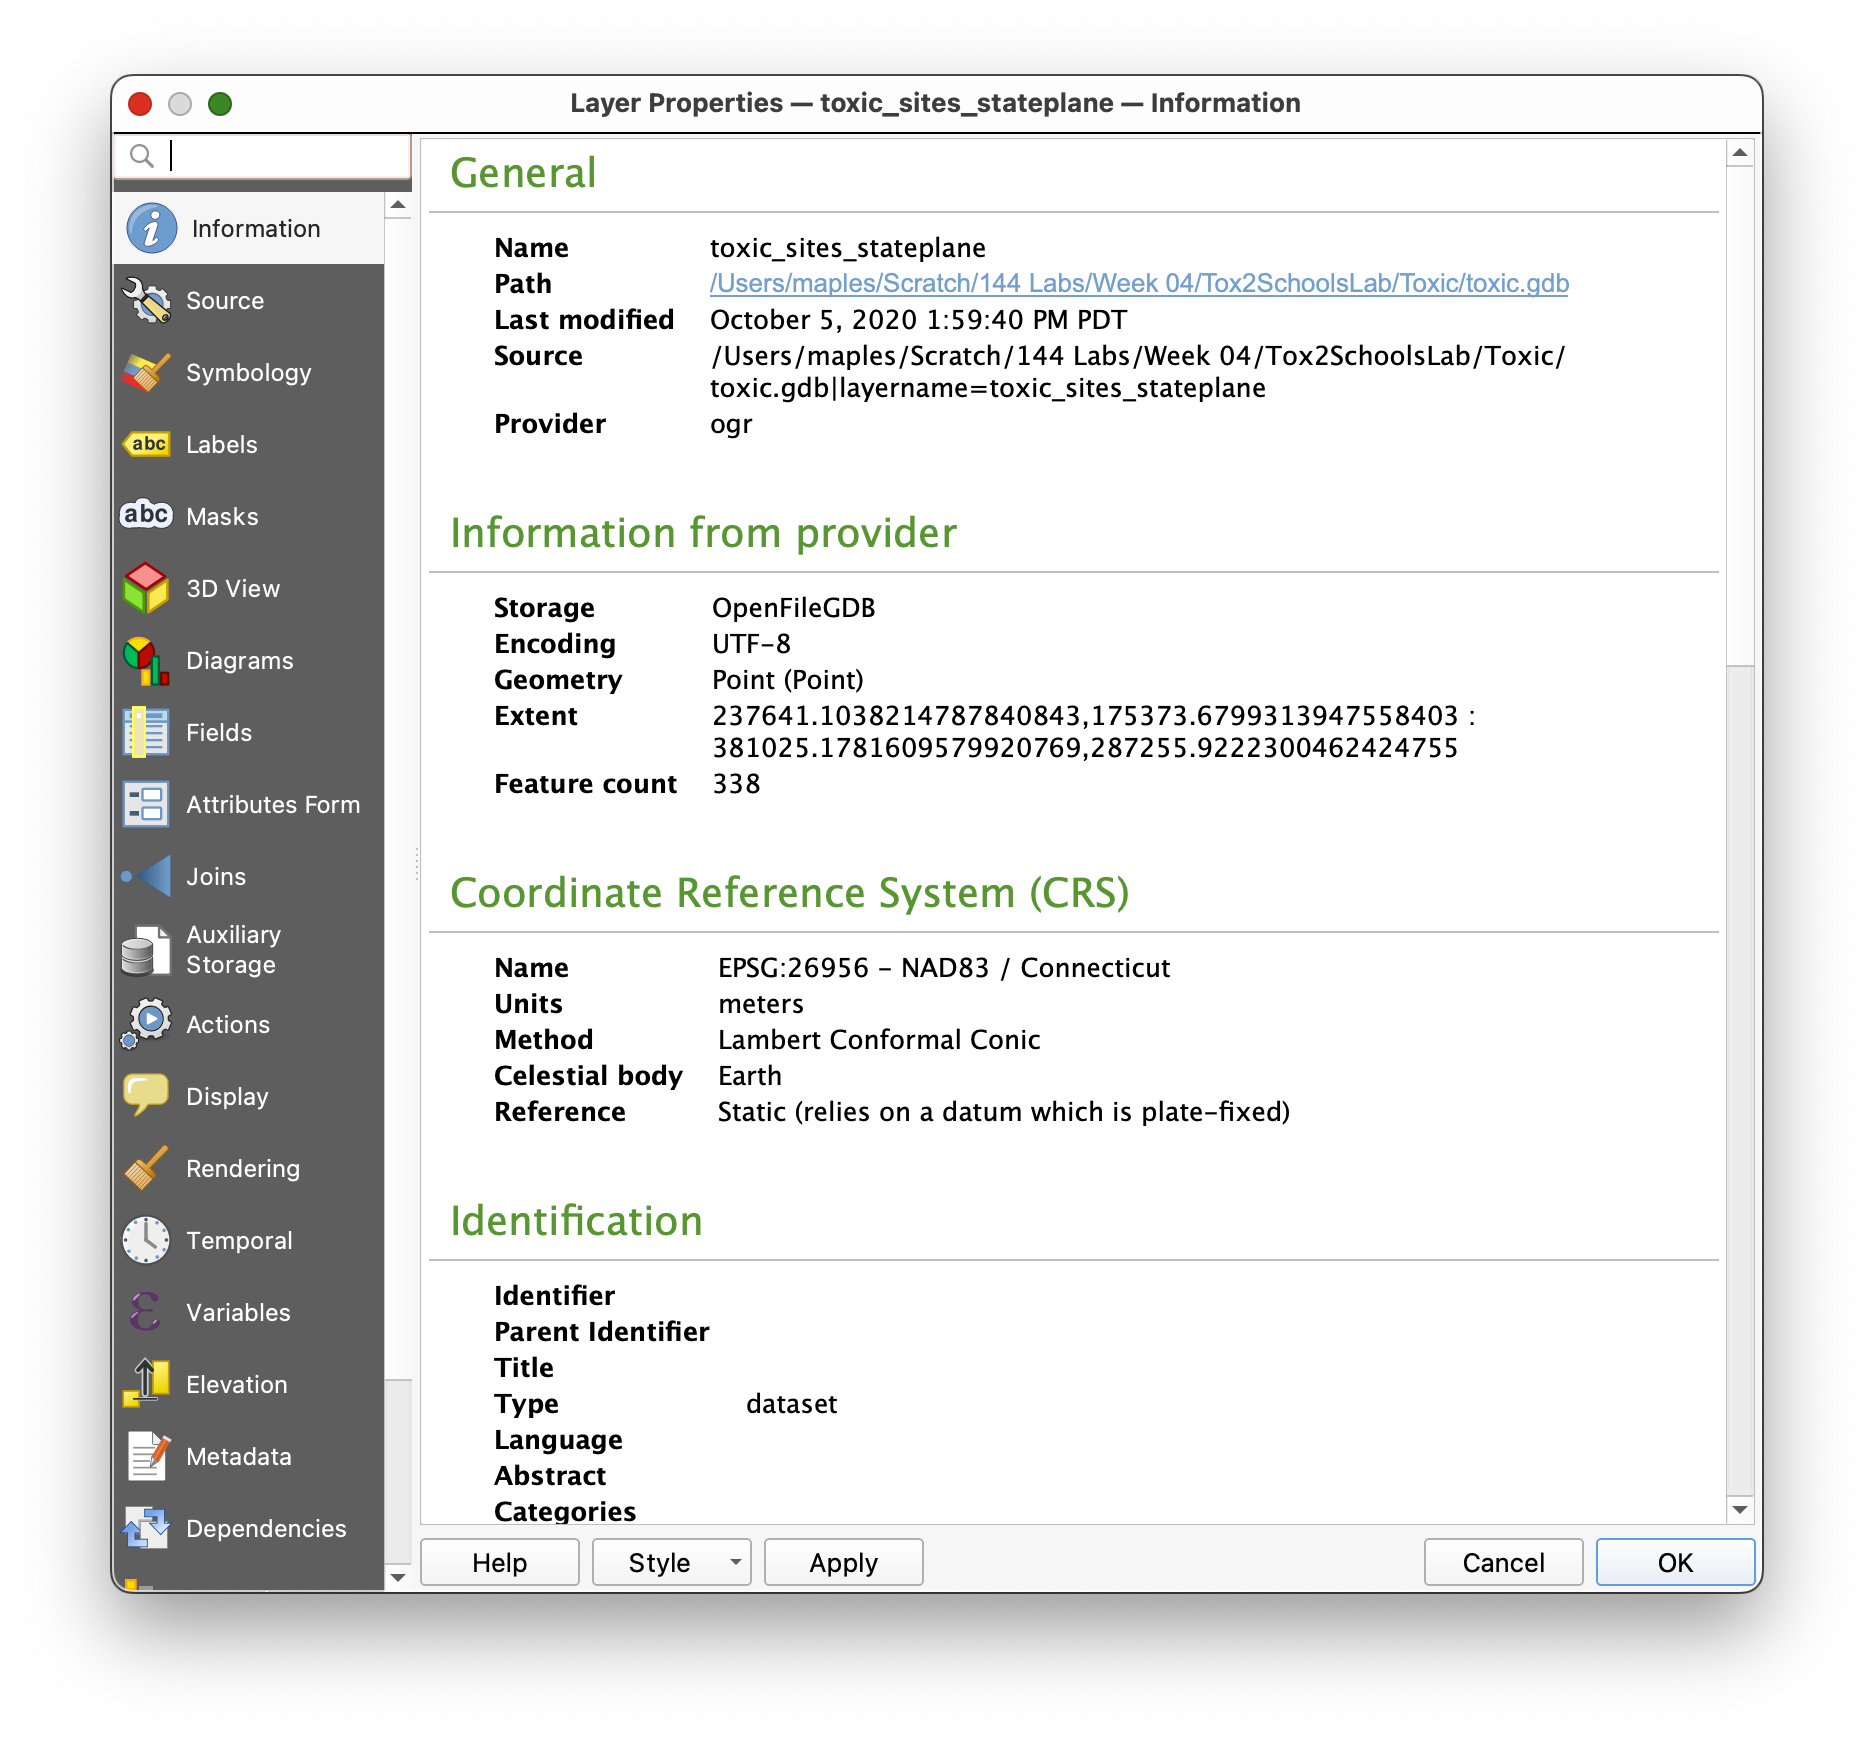 Layer Properties — toxic_sites_stateplane — Information
Information
Source
Symbology
abc Labels
abc Masks
3D View
Diagrams
Fields
Attributes Form
Joins
Auxiliary
Storage
Actions
Display
Rendering
Temporal
ε Variables
Elevation
Metadata
Dependencies
General
Name toxic_sites_stateplane
Path /Users/maples/Scratch/144 Labs/Week 04/Tox2SchoolsLab/Toxic/toxic.gdb
Last modified October 5, 2020 1:59:40 PM PDT
Source /Users/maples/Scratch/144 Labs/Week 04/Tox2SchoolsLab/Toxic/
toxic.gdb|layername=toxic_sites_stateplane
Provider ogr
Information from provider
Storage OpenFileGDB
Encoding UTF-8
Geometry Point (Point)
Extent 237641.1038214787840843,175373.6799313947558403 :
381025.1781609579920769,287255.9222300462424755
Feature count 338
Coordinate Reference System (CRS)
Name EPSG:26956 - NAD83 / Connecticut
Units meters
Method Lambert Conformal Conic
Celestial body Earth
Reference Static (relies on a datum which is plate-fixed)
Identification
Identifier
Parent Identifier
Title
Type dataset
Language
Abstract
Categories
Help
Style
Apply
Cancel
OK